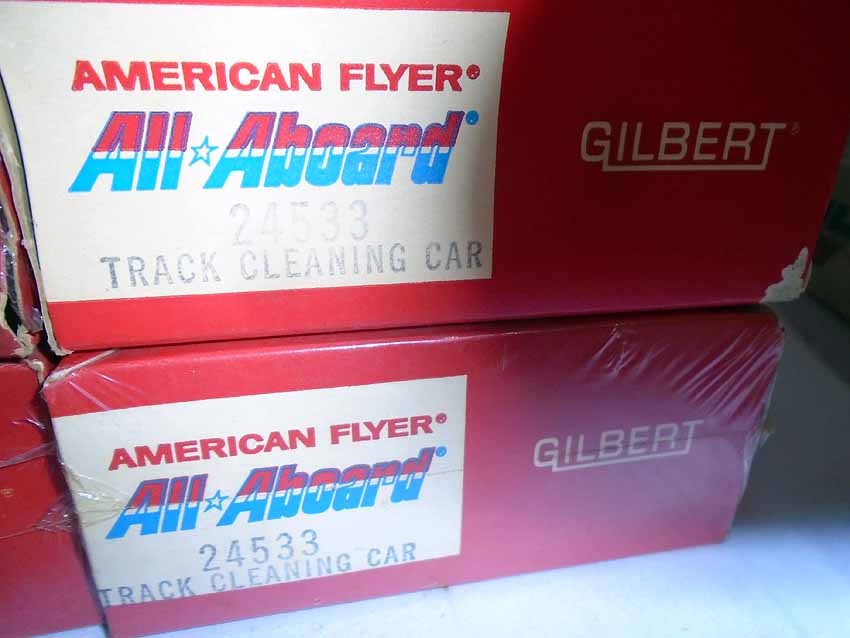 AMERICAN FLYER®
All☆Aboard®
24533
TRACK CLEANING CAR
GILBERT®
AMERICAN FLYER®
All☆Aboard®
24533
TRACK CLEANING CAR
GILBERT®